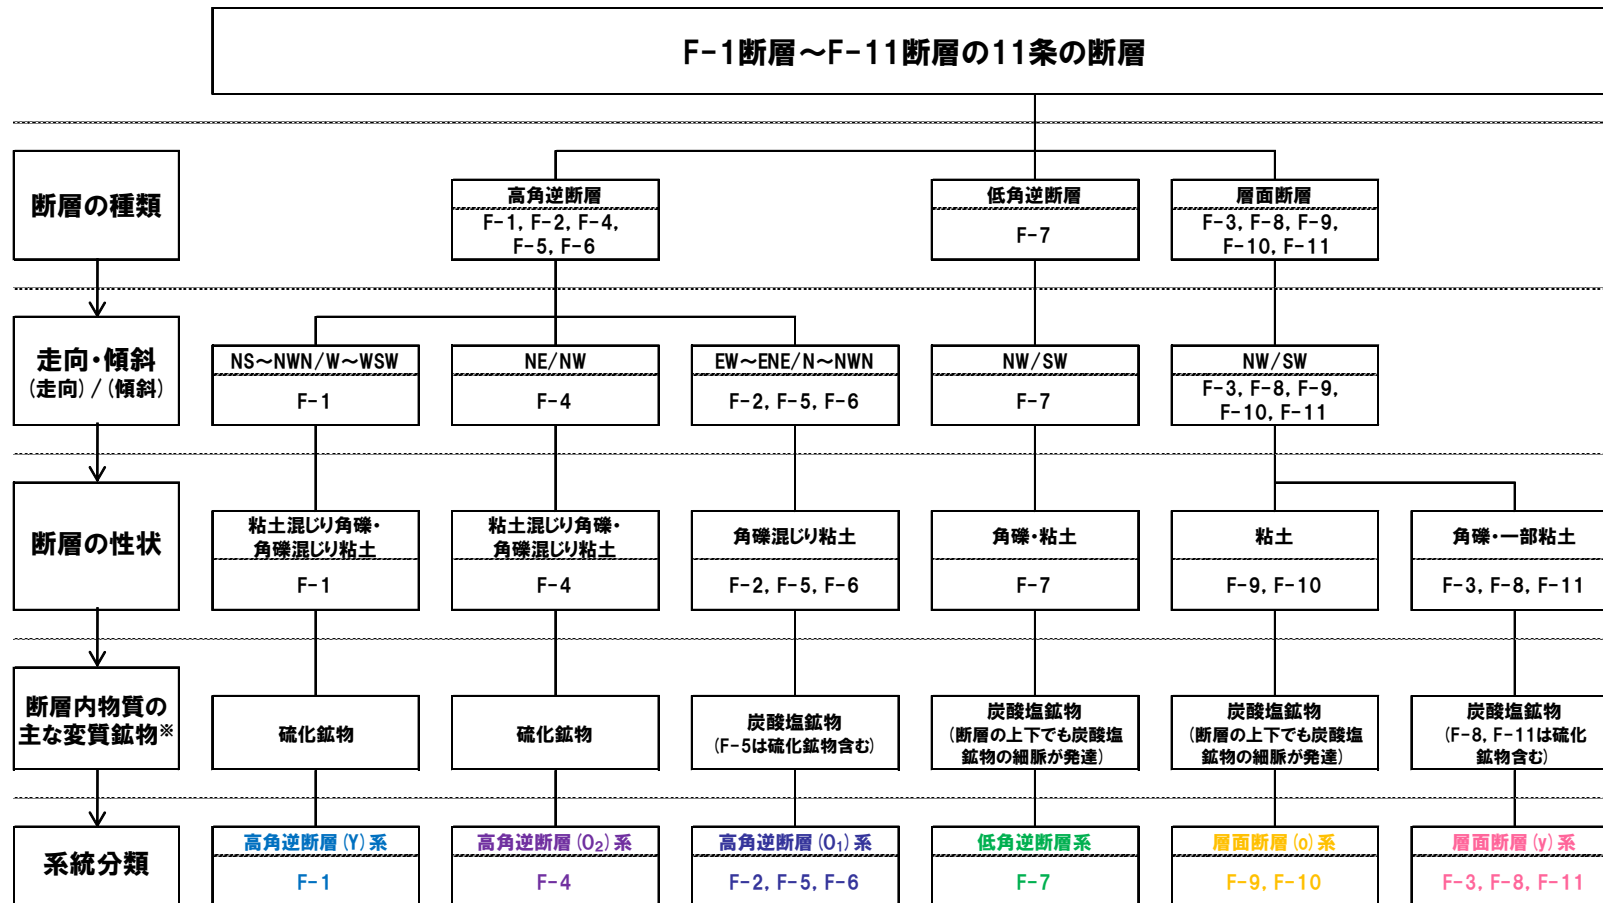 F-1断層～F-11断層の11条の断層
断層の種類
高角逆断層
F-1, F-2, F-4,
F-5, F-6
低角逆断層
F-7
層面断層
F-3, F-8, F-9,
F-10, F-11
走向・傾斜
(走向) / (傾斜)
NS～NWN/W～WSW
F-1
NE/NW
F-4
EW～ENE/N～NWN
F-2, F-5, F-6
NW/SW
F-7
NW/SW
F-3, F-8, F-9,
F-10, F-11
断層の性状
粘土混じり角礫・
角礫混じり粘土
F-1
粘土混じり角礫・
角礫混じり粘土
F-4
角礫混じり粘土
F-2, F-5, F-6
角礫・粘土
F-7
粘土
F-9, F-10
角礫・一部粘土
F-3, F-8, F-11
断層内物質の
主な変質鉱物※
硫化鉱物
硫化鉱物
炭酸塩鉱物
(F-5は硫化鉱物含む)
炭酸塩鉱物
(断層の上下でも炭酸塩
鉱物の細脈が発達)
炭酸塩鉱物
(断層の上下でも炭酸塩
鉱物の細脈が発達)
炭酸塩鉱物
(F-8, F-11は硫化
鉱物含む)
系統分類
高角逆断層(Y)系
F-1
高角逆断層(O₂)系
F-4
高角逆断層(O₁)系
F-2, F-5, F-6
低角逆断層系
F-7
層面断層(o)系
F-9, F-10
層面断層(y)系
F-3, F-8, F-11